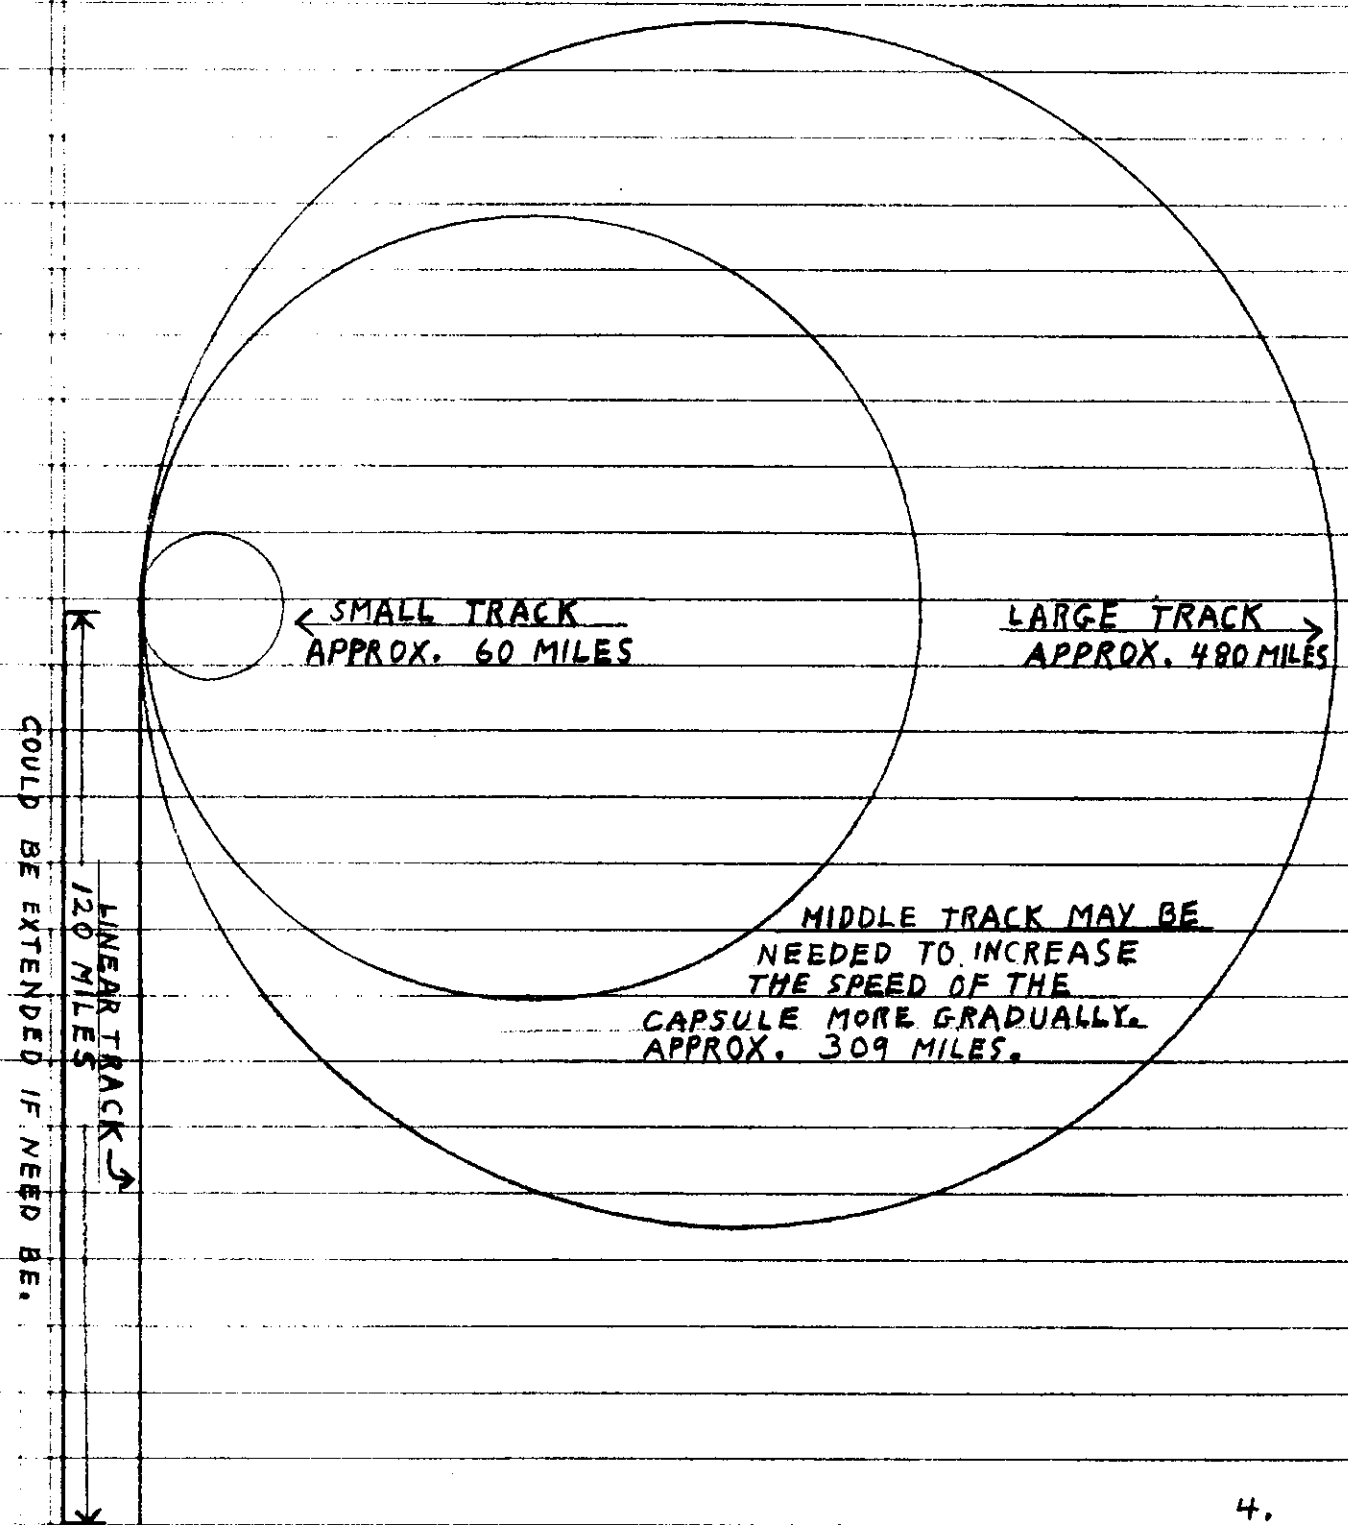 SMALL TRACK
APPROX. 60 MILES
LARGE TRACK
APPROX. 480 MILES
MIDDLE TRACK MAY BE
NEEDED TO INCREASE
THE SPEED OF THE
CAPSULE MORE GRADUALLY.
APPROX. 309 MILES.
LINEAR TRACK
120 MILES
COULD BE EXTENDED IF NEED BE.
4.